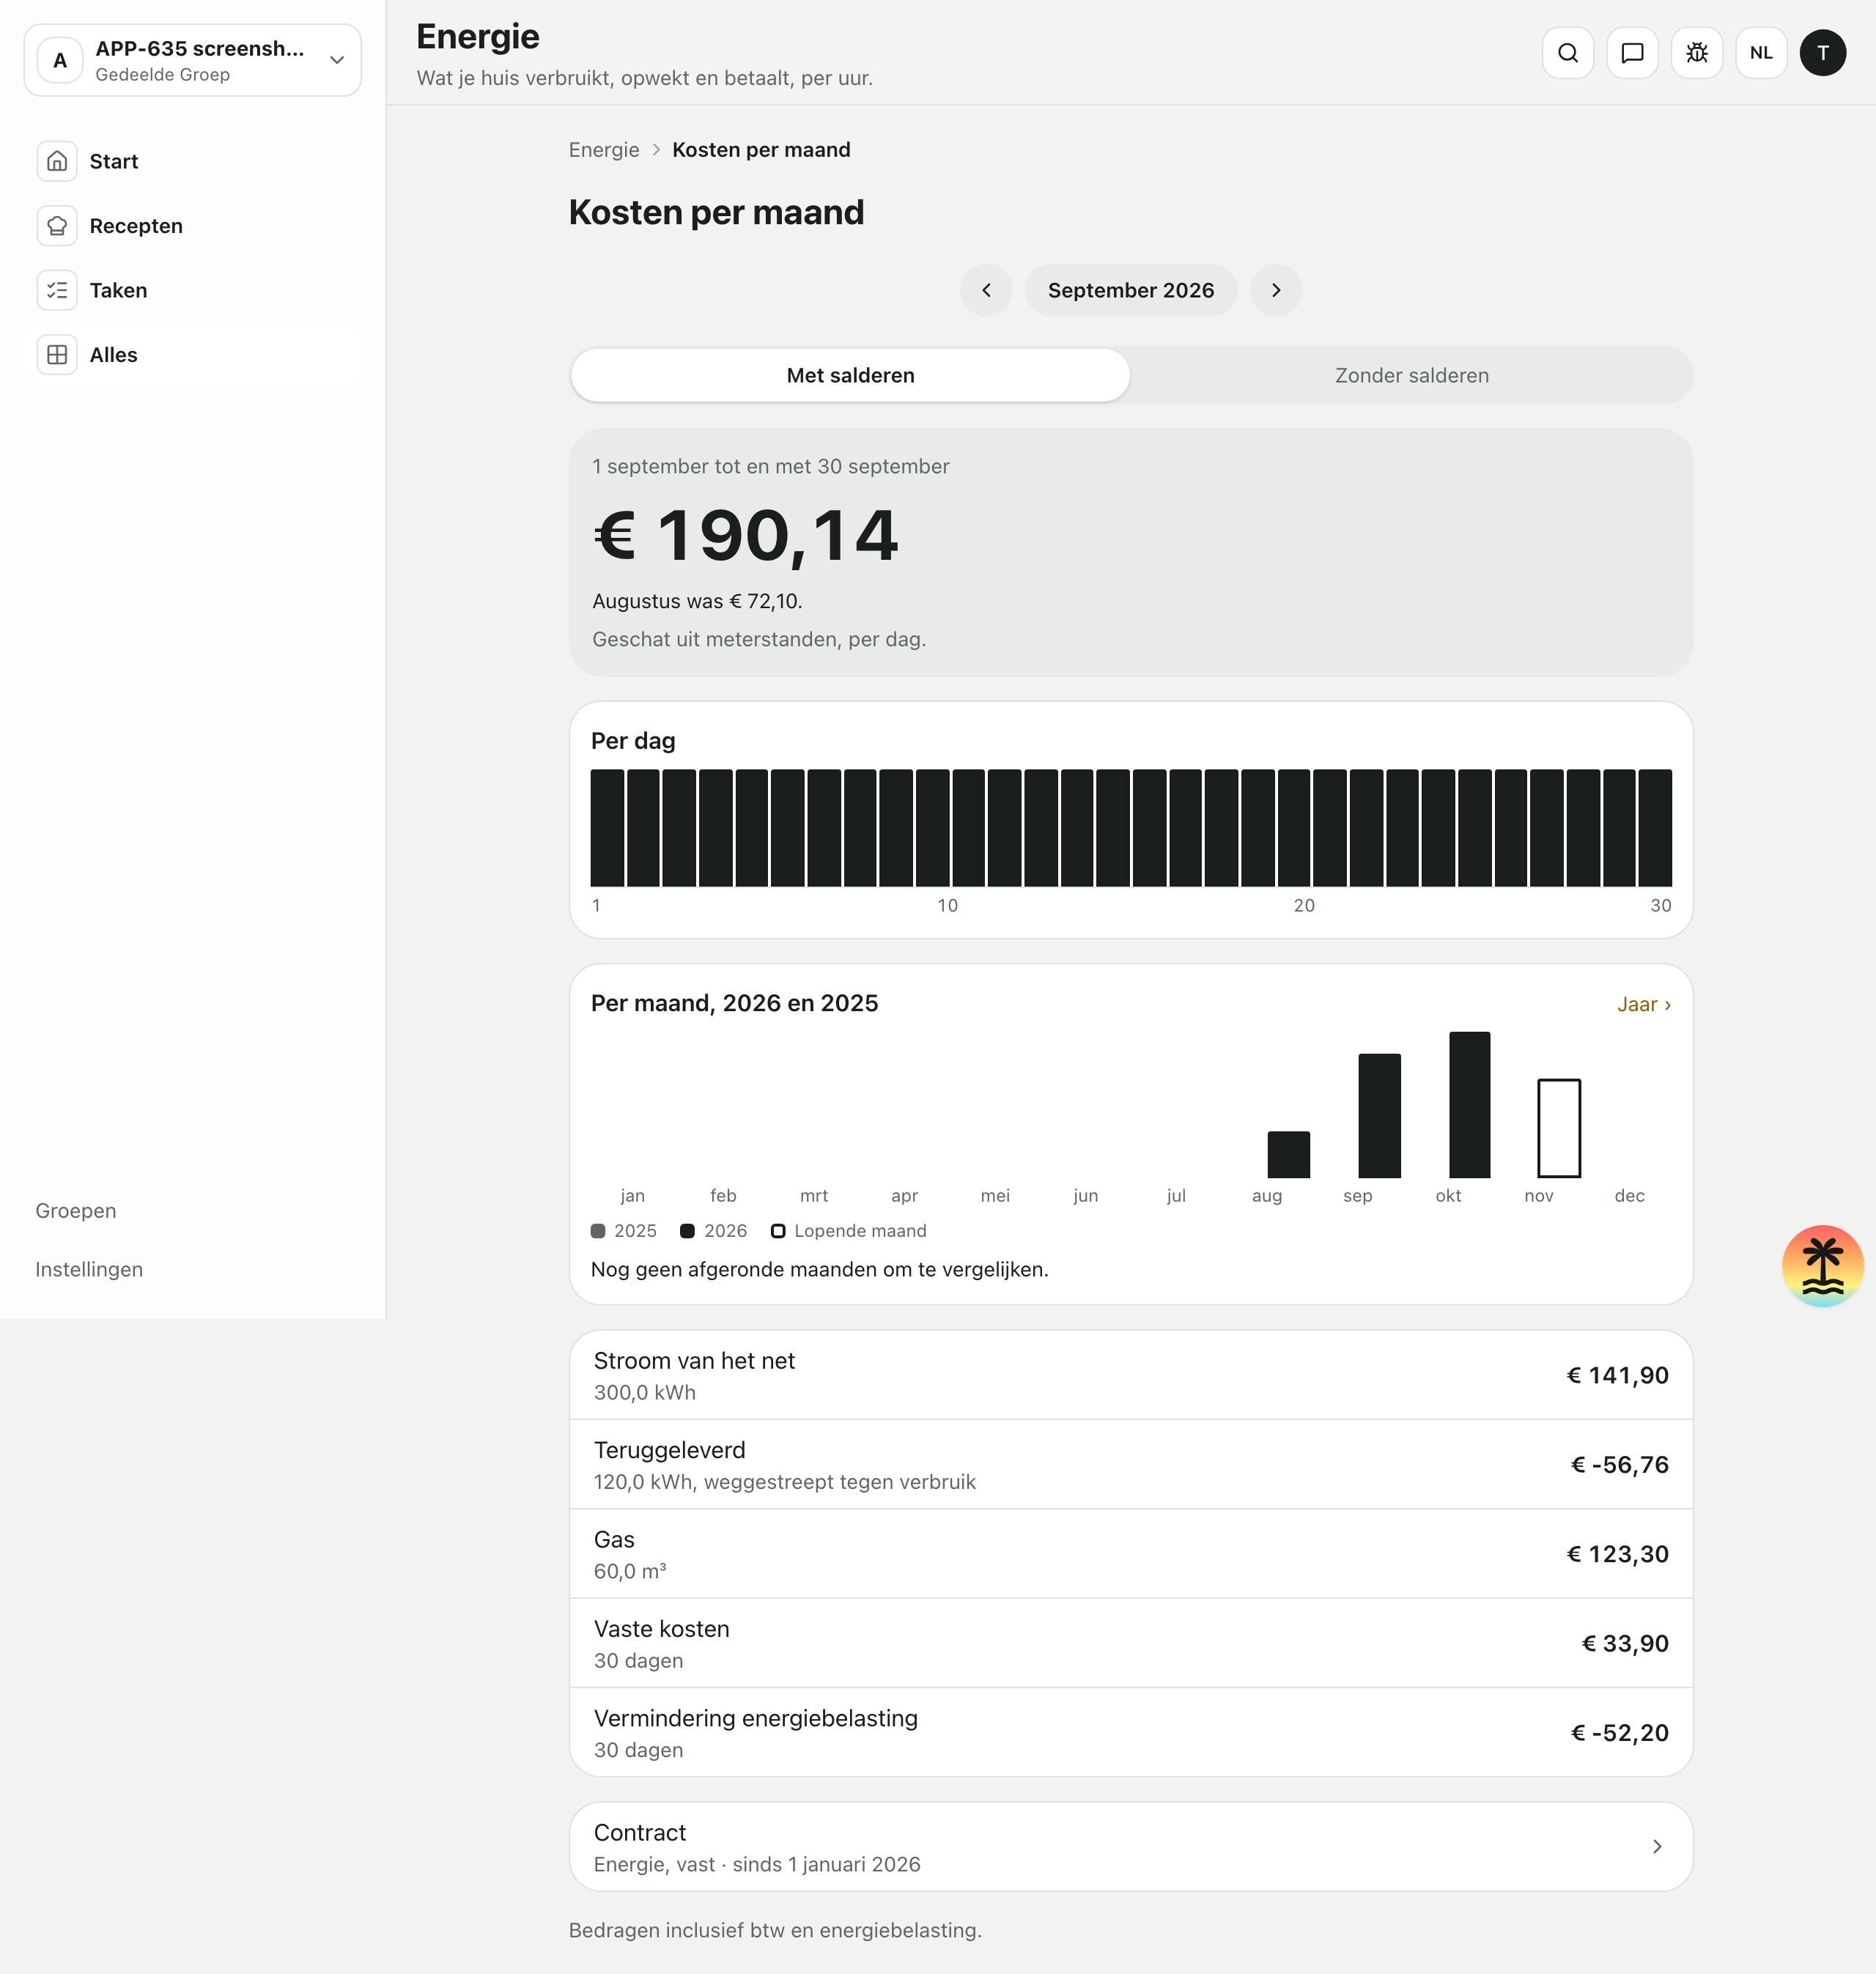 A
APP-635 screensh...
Gedeelde Groep
Start
Recepten
Taken
Alles
Groepen
Instellingen
Energie
Wat je huis verbruikt, opwekt en betaalt, per uur.
NL
T
Energie > Kosten per maand
Kosten per maand
September 2026
Met salderen
Zonder salderen
1 september tot en met 30 september
€ 190,14
Augustus was € 72,10.
Geschat uit meterstanden, per dag.
Per dag
1 10 20 30
Per maand, 2026 en 2025
Jaar ›
jan feb mrt apr mei jun jul aug sep okt nov dec
2025 2026 Lopende maand
Nog geen afgeronde maanden om te vergelijken.
Stroom van het net
300,0 kWh
€ 141,90
Teruggeleverd
120,0 kWh, weggestreept tegen verbruik
€ -56,76
Gas
60,0 m³
€ 123,30
Vaste kosten
30 dagen
€ 33,90
Vermindering energiebelasting
30 dagen
€ -52,20
Contract
Energie, vast · sinds 1 januari 2026
Bedragen inclusief btw en energiebelasting.